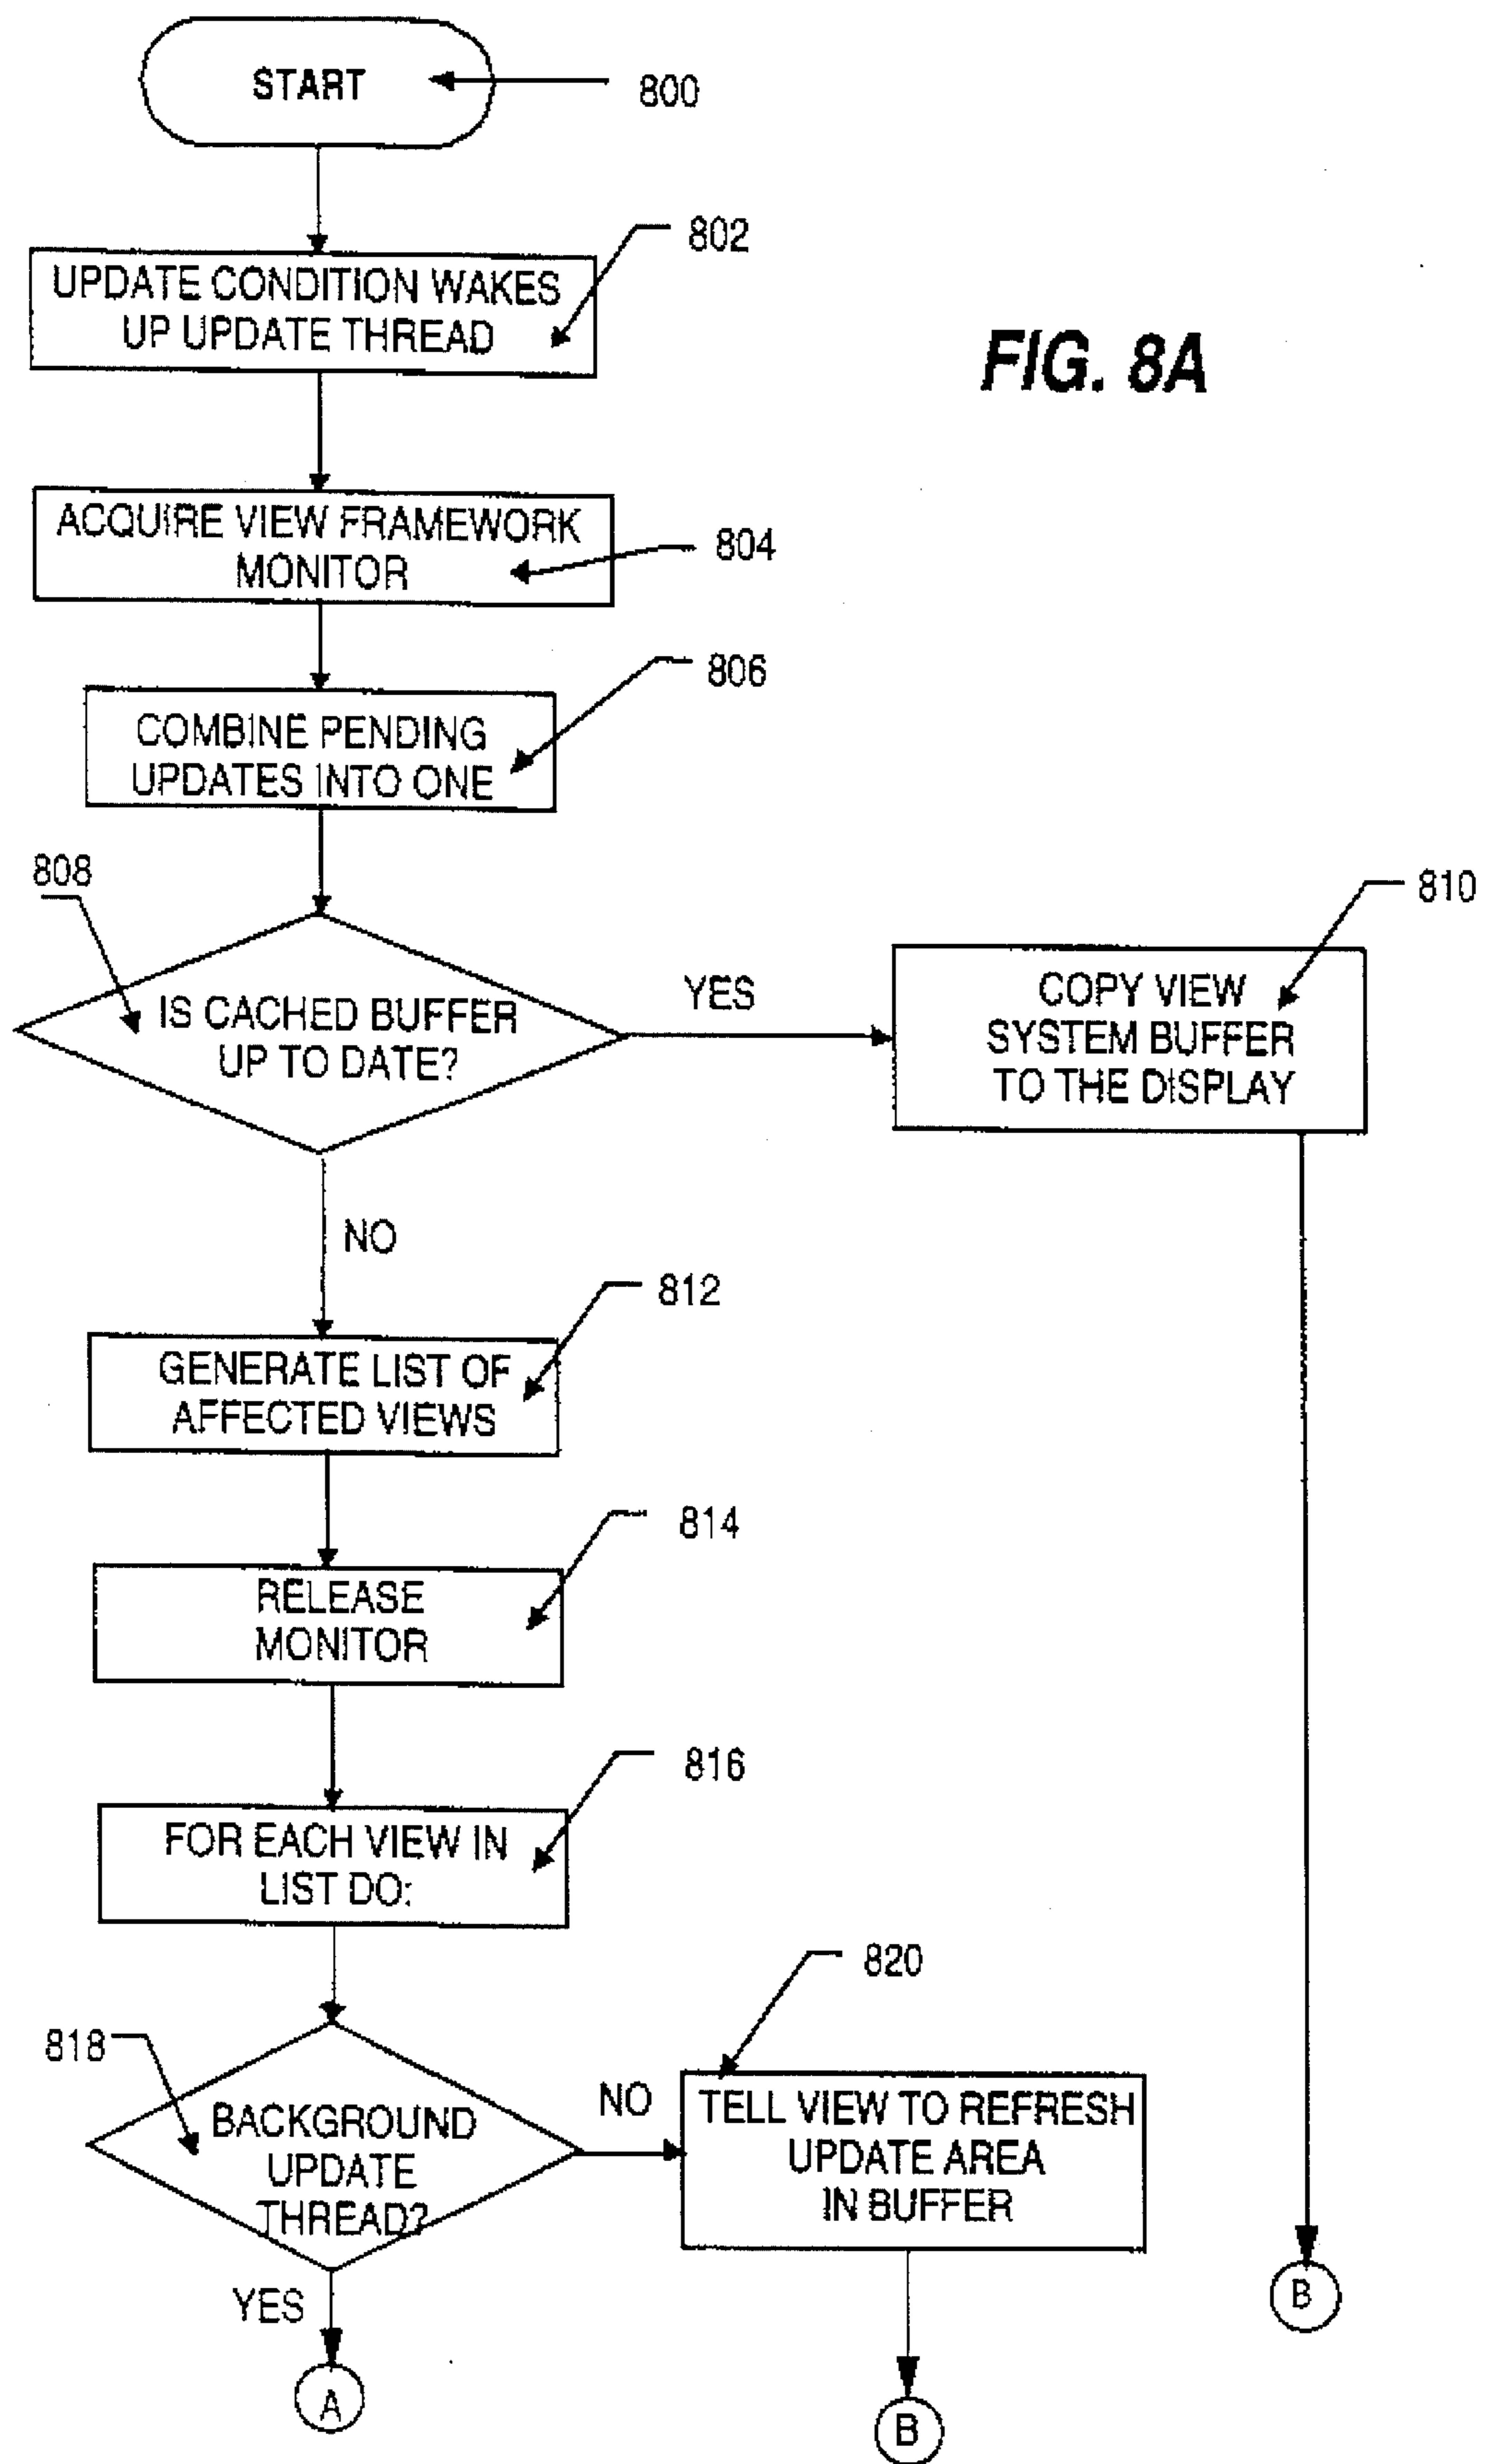 START
800
802
UPDATE CONDITION WAKES
UP UPDATE THREAD
FIG. 8A
ACQUIRE VIEW FRAMEWORK
MONITOR
804
806
COMBINE PENDING
UPDATES INTO ONE
808
810
IS CACHED BUFFER
UP TO DATE?
YES
COPY VIEW
SYSTEM BUFFER
TO THE DISPLAY
NO
812
GENERATE LIST OF
AFFECTED VIEWS
814
RELEASE
MONITOR
816
FOR EACH VIEW IN
LIST DO:
820
818
BACKGROUND
UPDATE
THREAD?
NO
TELL VIEW TO REFRESH
UPDATE AREA
IN BUFFER
YES
B
A
B